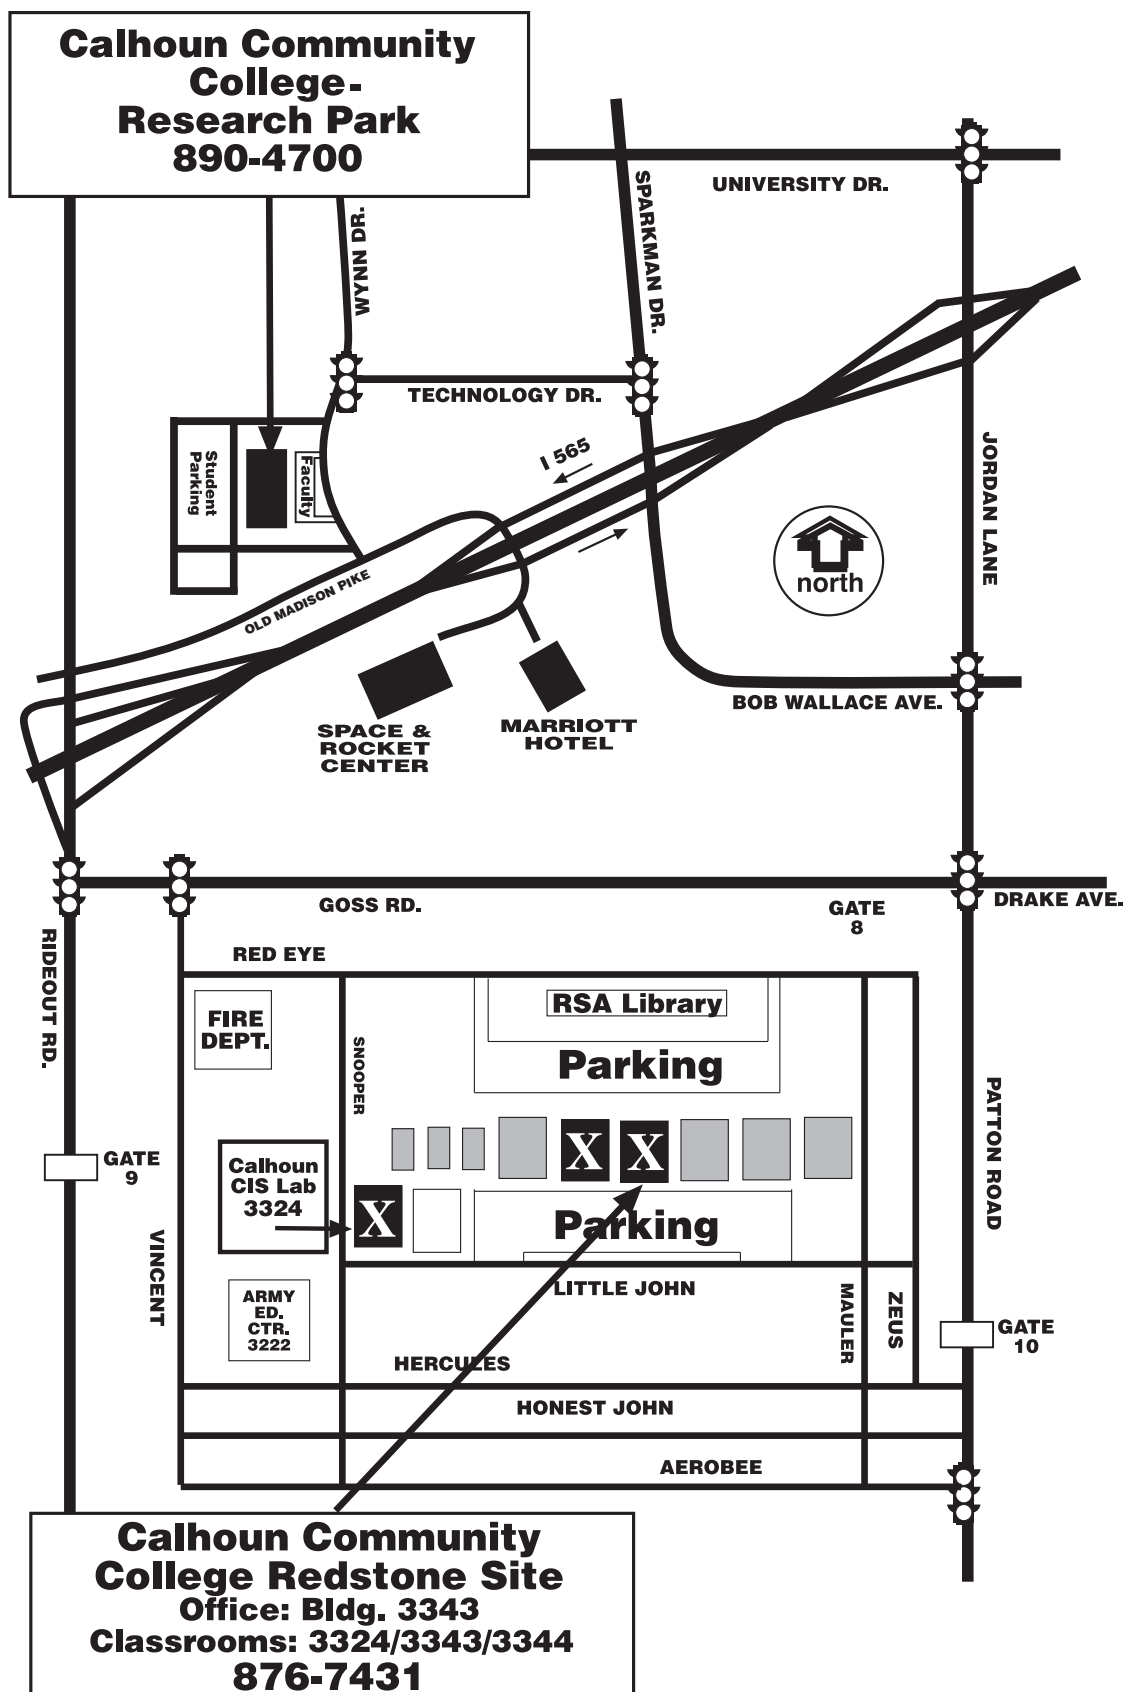 Calhoun Community
College-
Research Park
890-4700
UNIVERSITY DR.
WYNN DR.
SPARKMAN DR.
TECHNOLOGY DR.
Student
Parking
Faculty
I 565
JORDAN LANE
north
OLD MADISON PIKE
SPACE &
ROCKET
CENTER
MARRIOTT
HOTEL
BOB WALLACE AVE.
GOSS RD.
GATE
8
DRAKE AVE.
RIDEOUT RD.
RED EYE
FIRE
DEPT.
SNOOPER
RSA Library
Parking
PATTON ROAD
GATE
9
Calhoun
CIS Lab
3324
X
X
X
Parking
VINCENT
LITTLE JOHN
MAULER
ZEUS
ARMY
ED.
CTR.
3222
GATE
10
HERCULES
HONEST JOHN
AEROBEE
Calhoun Community
College Redstone Site
Office: Bldg. 3343
Classrooms: 3324/3343/3344
876-7431